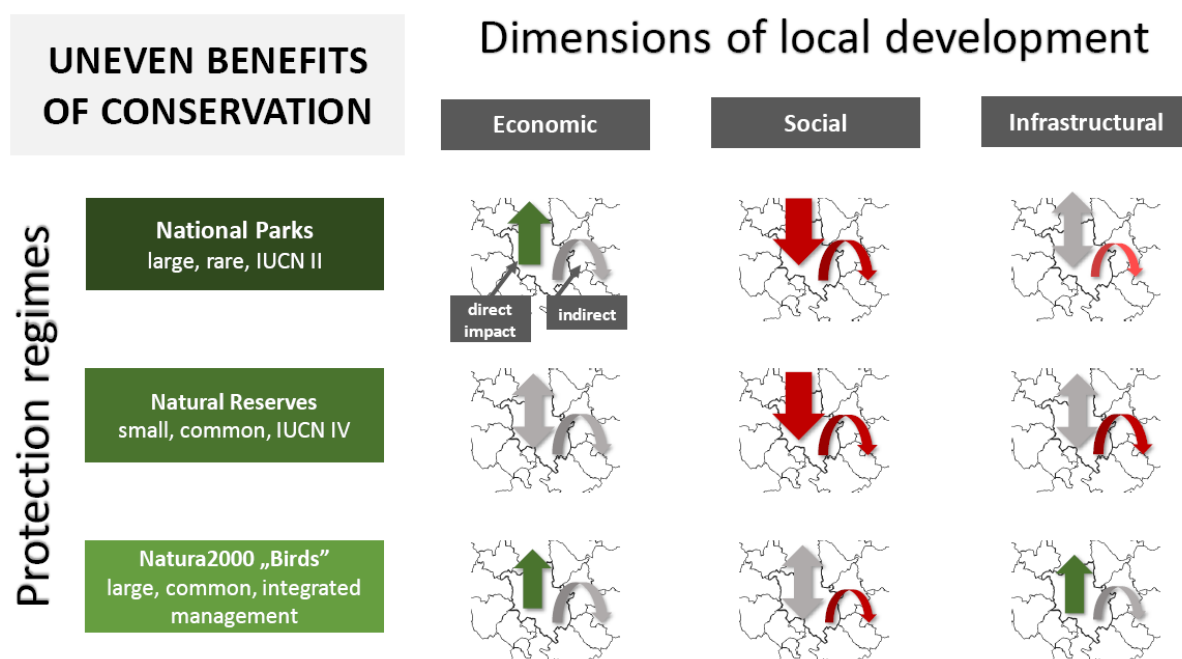 UNEVEN BENEFITS
OF CONSERVATION
Dimensions of local development
Economic
Social
Infrastructural
Protection regimes
National Parks
large, rare, IUCN II
direct
impact
indirect
Natural Reserves
small, common, IUCN IV
Natura2000 „Birds”
large, common, integrated
management